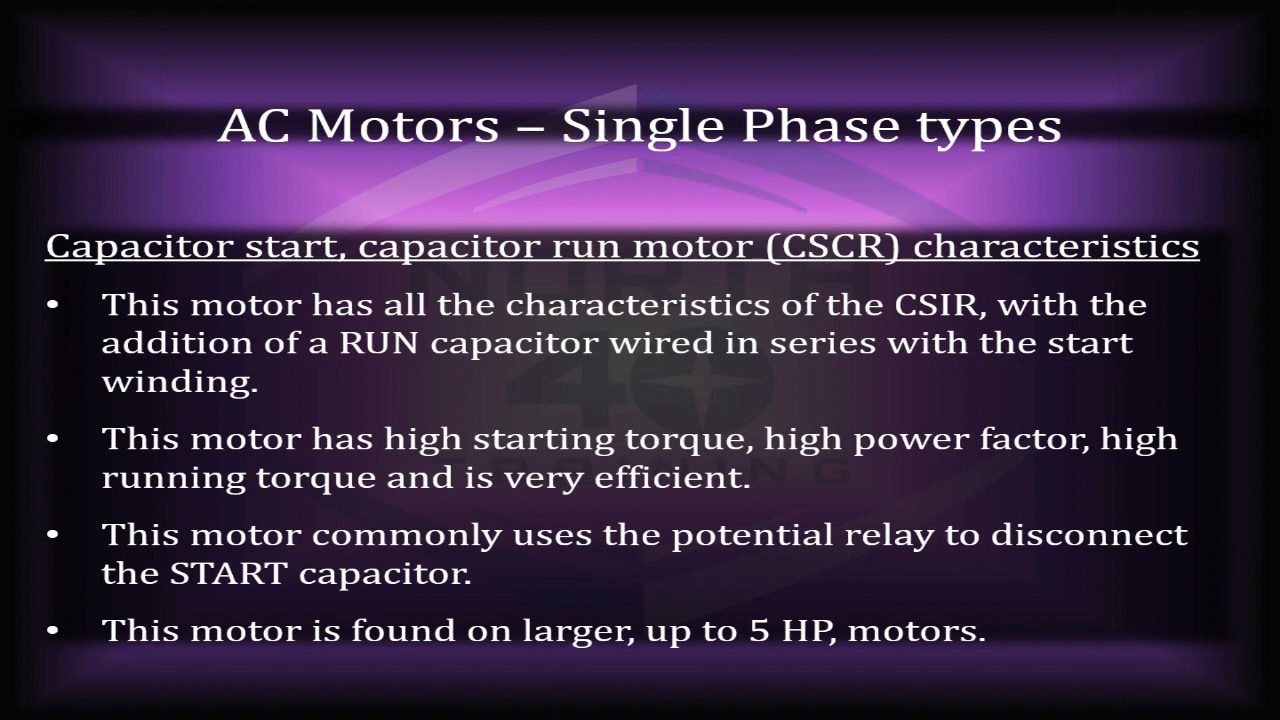 AC Motors – Single Phase types
Capacitor start, capacitor run motor (CSCR) characteristics
• This motor has all the characteristics of the CSIR, with the
addition of a RUN capacitor wired in series with the start
winding.
• This motor has high starting torque, high power factor, high
running torque and is very efficient.
• This motor commonly uses the potential relay to disconnect
the START capacitor.
• This motor is found on larger, up to 5 HP, motors.
NORTH
40